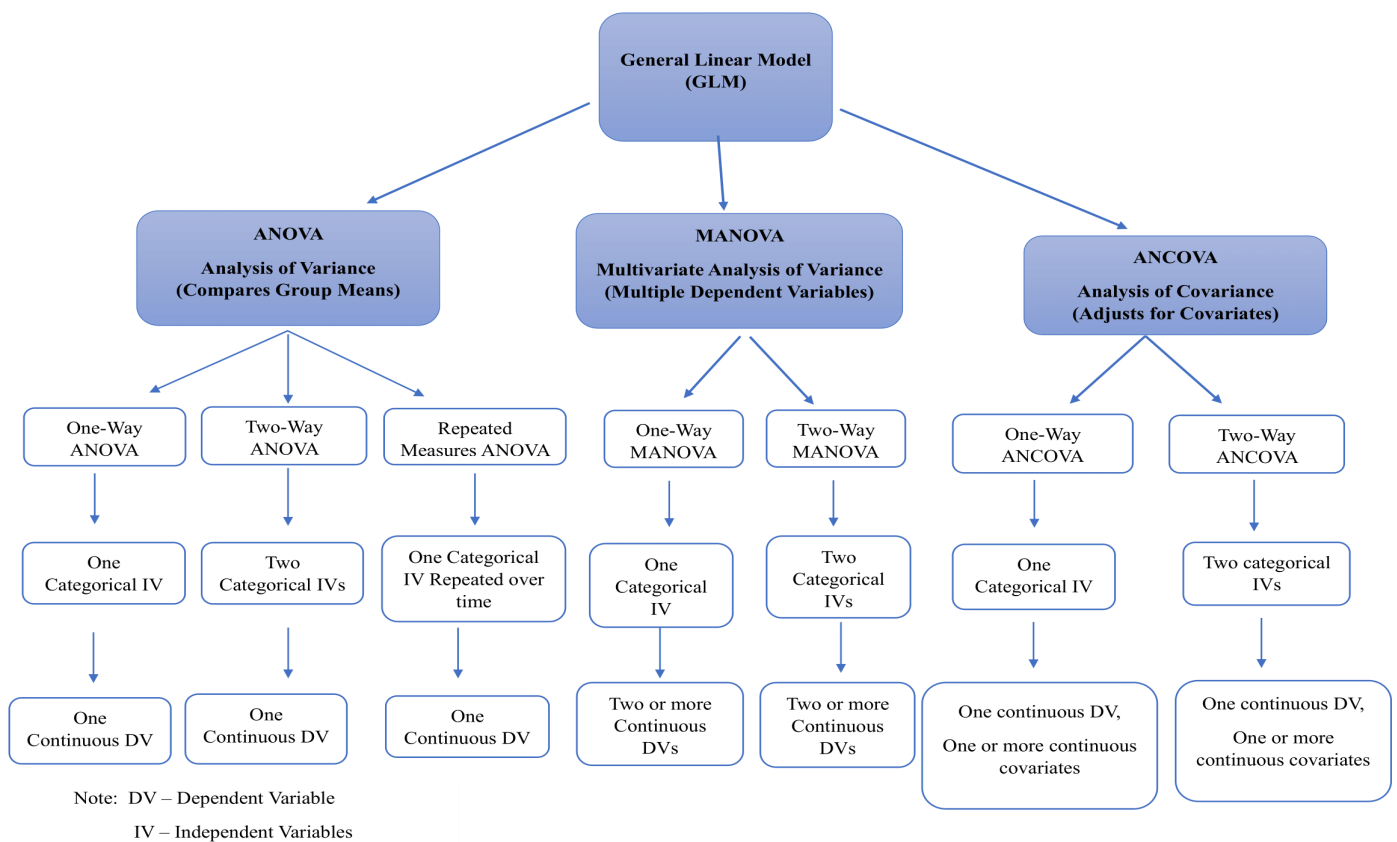 General Linear Model
(GLM)
ANOVA
Analysis of Variance
(Compares Group Means)
MANOVA
Multivariate Analysis of Variance
(Multiple Dependent Variables)
ANCOVA
Analysis of Covariance
(Adjusts for Covariates)
One-Way
ANOVA
Two-Way
ANOVA
Repeated
Measures ANOVA
One-Way
MANOVA
Two-Way
MANOVA
One-Way
ANCOVA
Two-Way
ANCOVA
One
Categorical IV
Two
Categorical IVs
One Categorical
IV Repeated over
time
One
Categorical
IV
Two
Categorical
IVs
One
Categorical IV
Two categorical
IVs
One
Continuous DV
One
Continuous DV
One
Continuous DV
Two or more
Continuous
DVs
Two or more
Continuous
DVs
One continuous DV,
One or more continuous
covariates
One continuous DV,
One or more
continuous covariates
Note: DV – Dependent Variable
IV – Independent Variables